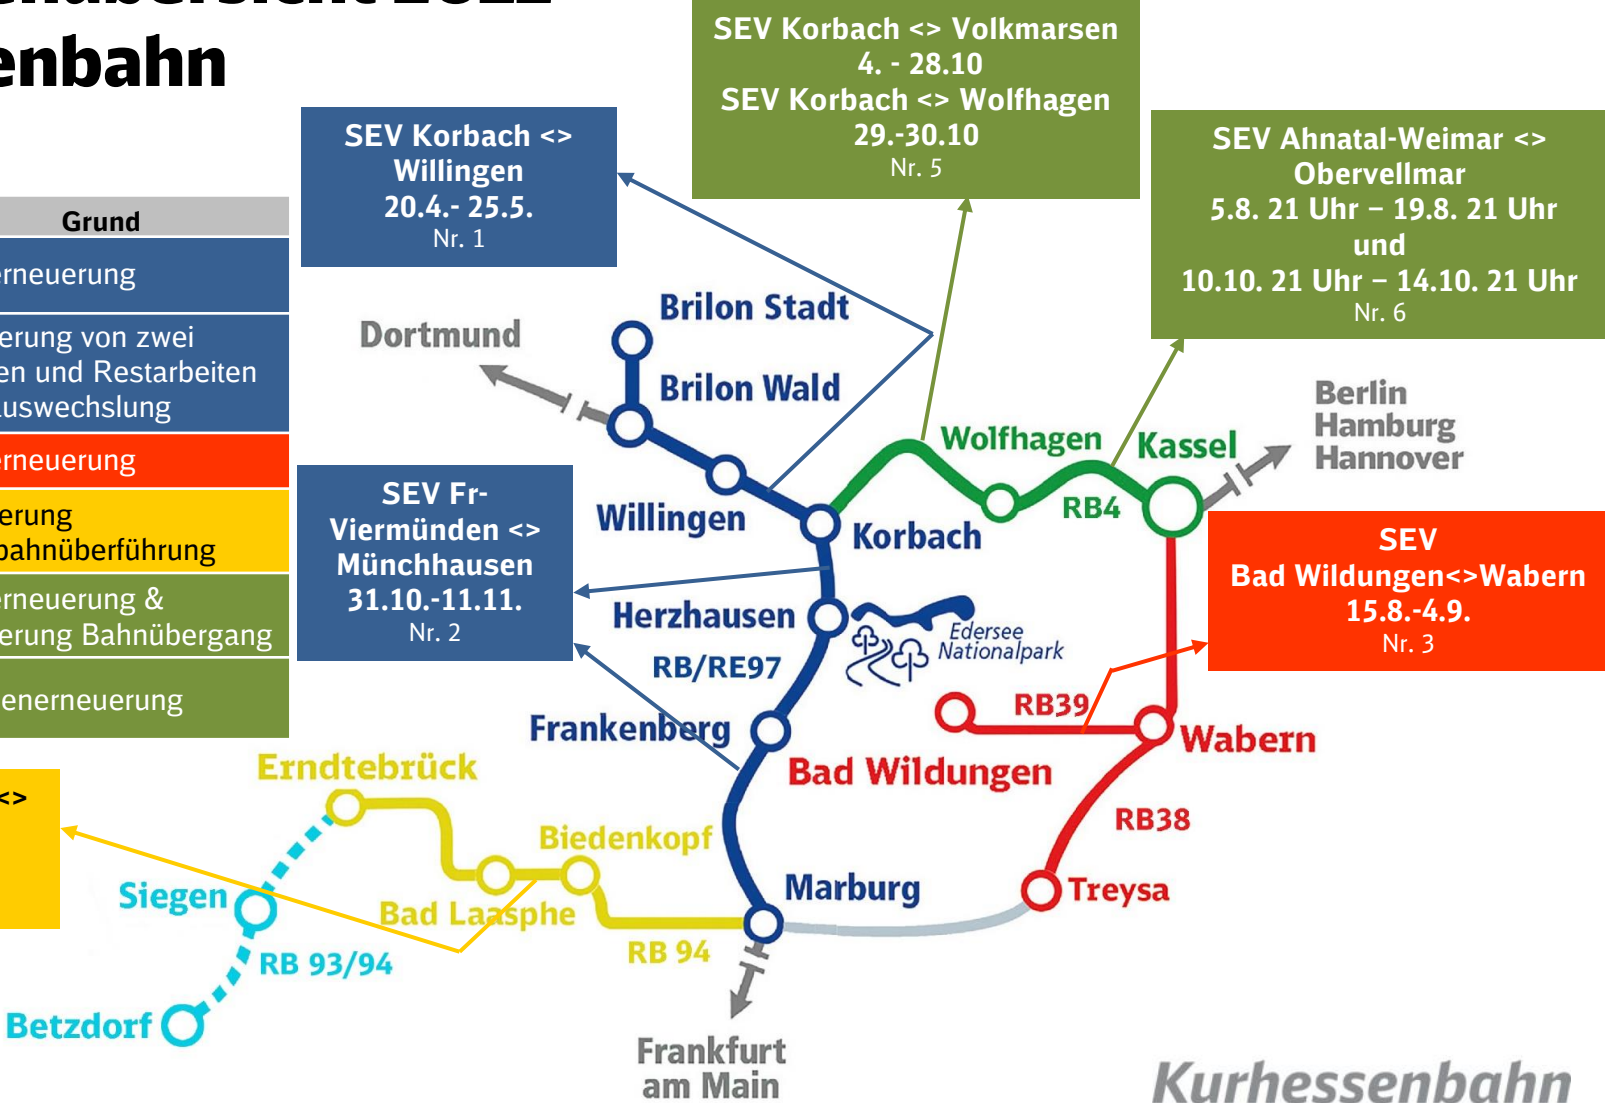 enbahn
Grund
erneuerung
erung von zwei
en und Restarbeiten
auswechslung
erneuerung
erung
bahnüberführung
erneuerung &
erung Bahnübergang
enerneuerung
<>
SEV Korbach <>
Willingen
20.4.- 25.5.
Nr. 1
SEV Korbach <> Volkmarsen
4. - 28.10
SEV Korbach <> Wolfhagen
29.-30.10
Nr. 5
SEV Ahnatal-Weimar <>
Obervellmar
5.8. 21 Uhr – 19.8. 21 Uhr
und
10.10. 21 Uhr – 14.10. 21 Uhr
Nr. 6
Dortmund
Brilon Stadt
Brilon Wald
Willingen
Korbach
Wolfhagen
Kassel
RB4
Berlin
Hamburg
Hannover
SEV Fr-
Viermünden <>
Münchhausen
31.10.-11.11.
Nr. 2
SEV
Bad Wildungen<>Wabern
15.8.-4.9.
Nr. 3
Herzhausen
Edersee
Nationalpark
RB/RE97
RB39
Frankenberg
Bad Wildungen
Wabern
Erndtebrück
Biedenkopf
RB38
Siegen
Bad Laasphe
Marburg
Treysa
RB 94
RB 93/94
Betzdorf
Frankfurt
am Main
Kurhessenbahn